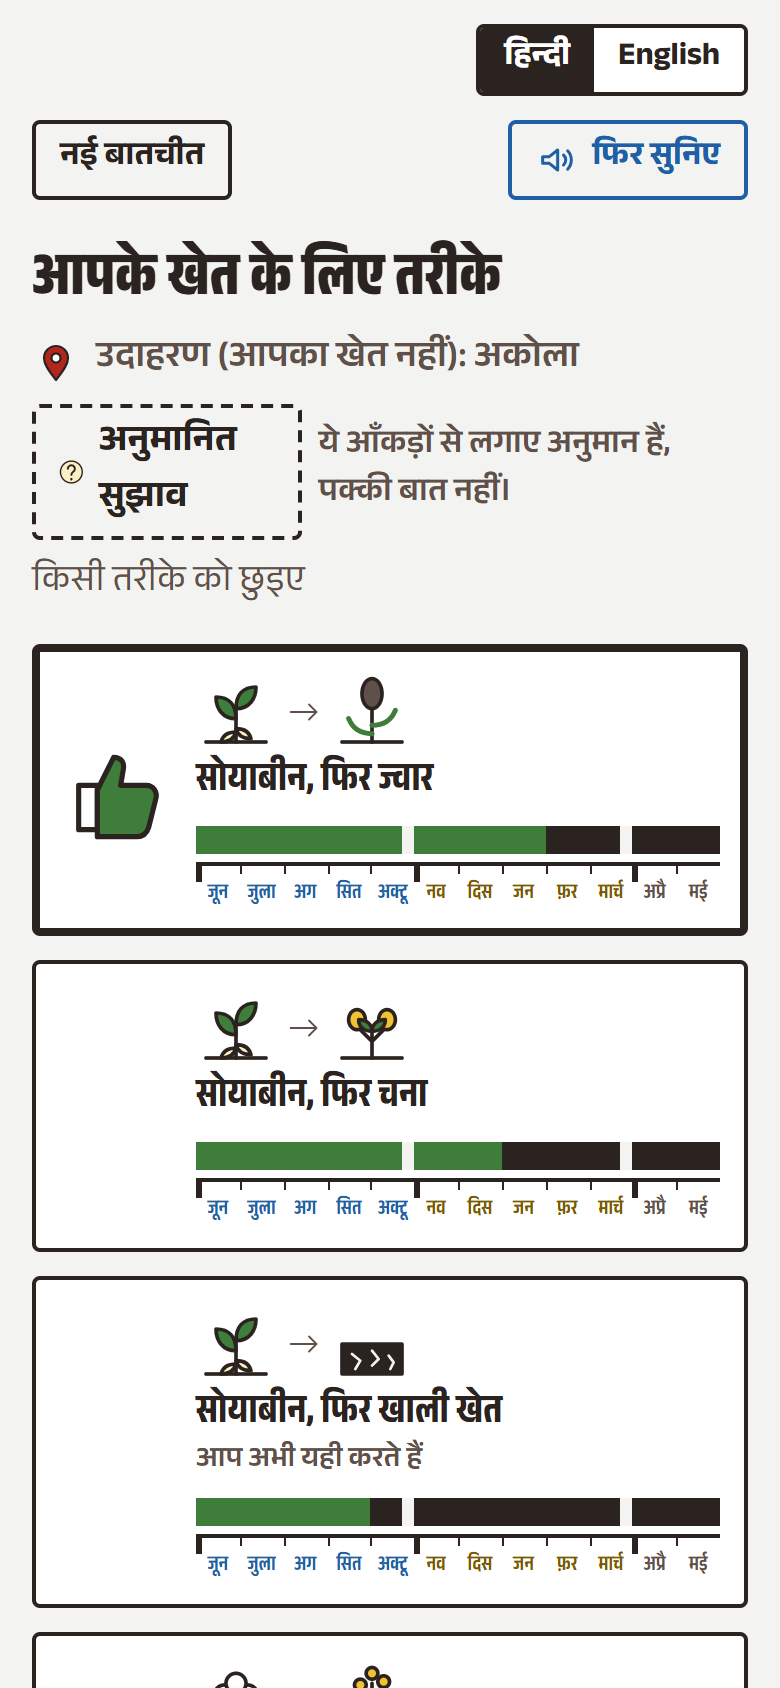 हिन्दी English
नई बातचीत
फिर सुनिए
आपके खेत के लिए तरीके
उदाहरण (आपका खेत नहीं): अकोला
अनुमानित
सुझाव
ये आँकड़ों से लगाए अनुमान हैं,
पक्की बात नहीं।
किसी तरीके को छुइए
सोयाबीन, फिर ज्वार
जून जुला अग सित अक्टू नव दिस जन फ़र मार्च अप्रै मई
सोयाबीन, फिर चना
जून जुला अग सित अक्टू नव दिस जन फ़र मार्च अप्रै मई
सोयाबीन, फिर खाली खेत
आप अभी यही करते हैं
जून जुला अग सित अक्टू नव दिस जन फ़र मार्च अप्रै मई